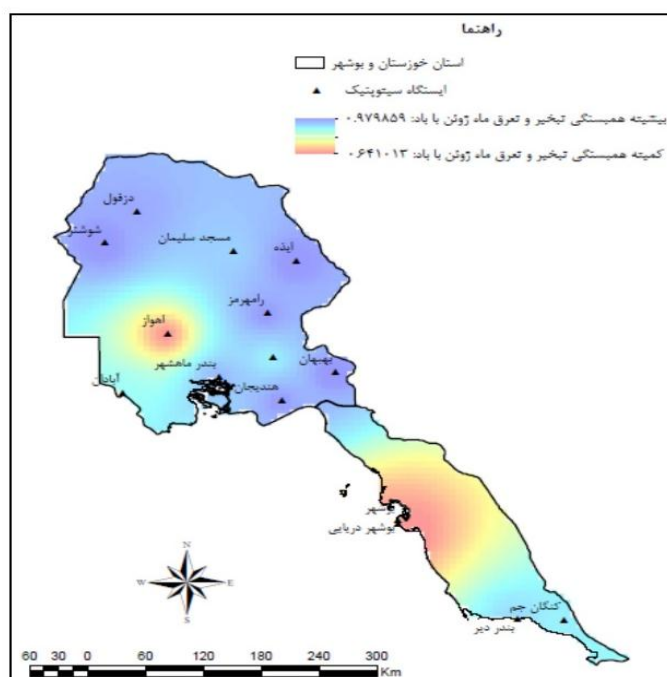 راهنما
استان خوزستان و بوشهر
ایستگاه سینوپتیک
بیشیته همبستگی تبخیر و تعرق ماه ژوئن با باد: ۰.۹۷۹۸۵۹
کمیته همبستگی تبخیر و تعرق ماه ژوئن با باد: ۰.۶۴۱۰۱۳
دزفول
شوشتر
مسجد سلیمان
ایذه
رامهرمز
اهواز
بهبهان
بندر ماهشهر
آبادان
هندیجان
بوشهر
بوشهر دریایی
کنگان جم
بندر دیر
N
W E
S
60 30 0 60 120 180 240 300
Km